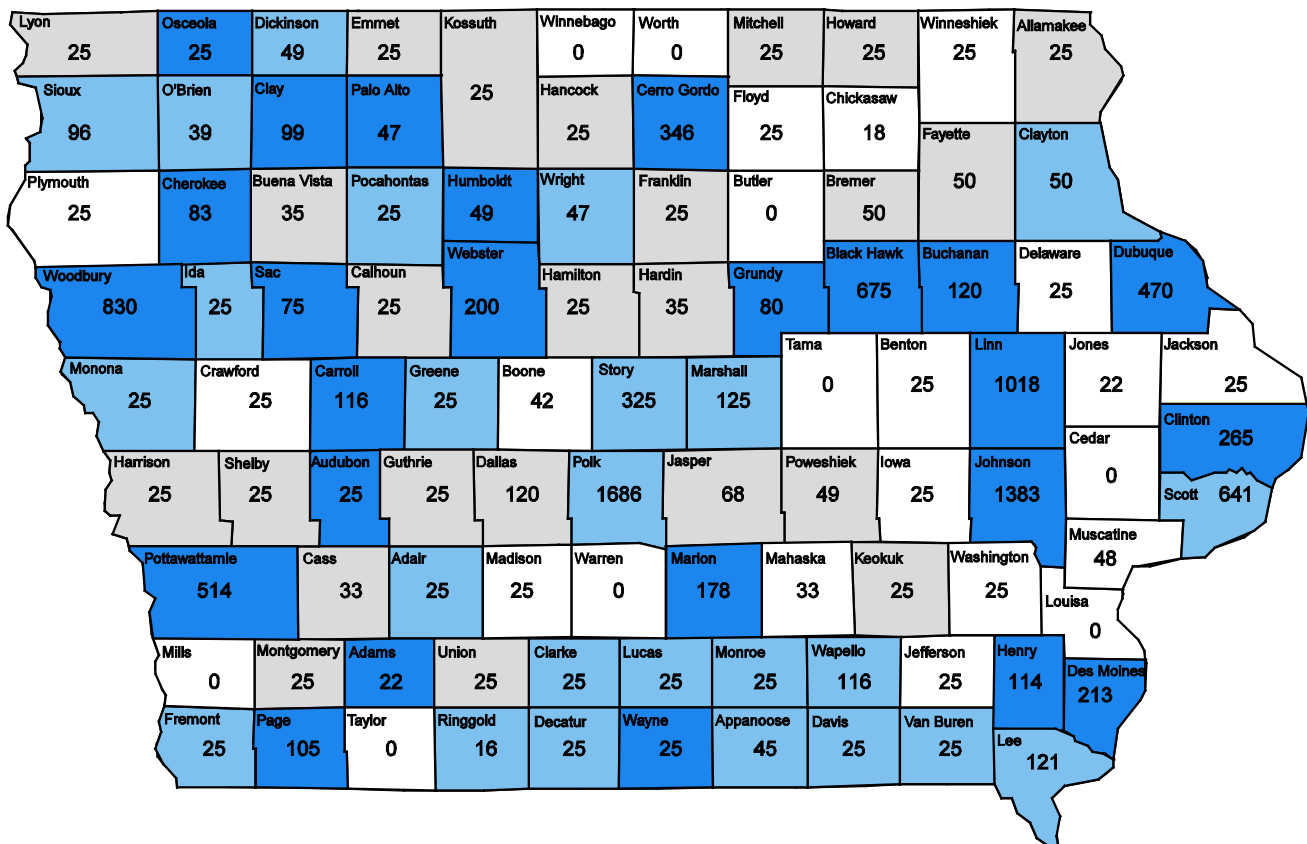 Lyon
25
Osceola
25
Dickinson
49
Emmet
25
Kossuth
25
Winnebago
0
Worth
0
Mitchell
25
Howard
25
Winneshiek
25
Allamakee
25
Sioux
96
O'Brien
39
Clay
99
Palo Alto
47
Hancock
25
Cerro Gordo
346
Floyd
25
Chickasaw
18
Fayette
50
Clayton
50
Plymouth
25
Cherokee
83
Buena Vista
35
Pocahontas
25
Humboldt
49
Wright
47
Franklin
25
Butler
0
Bremer
50
Woodbury
830
Ida
25
Sac
75
Calhoun
25
Webster
200
Hamilton
25
Hardin
35
Grundy
80
Black Hawk
675
Buchanan
120
Delaware
25
Dubuque
470
Monona
25
Crawford
25
Carroll
116
Greene
25
Boone
42
Story
325
Marshall
125
Tama
0
Benton
25
Linn
1018
Jones
22
Jackson
25
Clinton
265
Cedar
0
Harrison
25
Shelby
25
Audubon
25
Guthrie
25
Dallas
120
Polk
1686
Jasper
68
Poweshiek
49
Iowa
25
Johnson
1383
Scott 641
Muscatine
48
Pottawattamie
514
Cass
33
Adair
25
Madison
25
Warren
0
Marion
178
Mahaska
33
Keokuk
25
Washington
25
Louisa
0
Mills
0
Montgomery
25
Adams
22
Union
25
Clarke
25
Lucas
25
Monroe
25
Wapello
116
Jefferson
25
Henry
114
Des Moines
213
Fremont
25
Page
105
Taylor
0
Ringgold
16
Decatur
25
Wayne
25
Appanoose
45
Davis
25
Van Buren
25
Lee
121